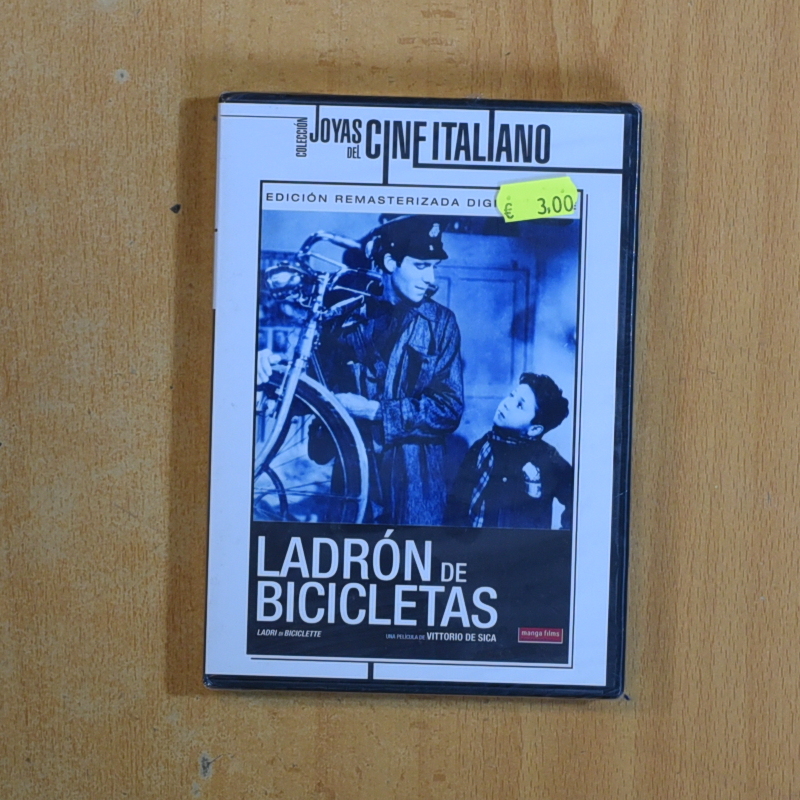 COLECCIÓN
JOYAS
DEL
CINE ITALIANO
EDICIÓN REMASTERIZADA
€ 3,00
LADRÓN DE
BICICLETAS
LADRI DI BICICLETTE
UNA PELÍCULA DE VITTORIO DE SICA
manga films